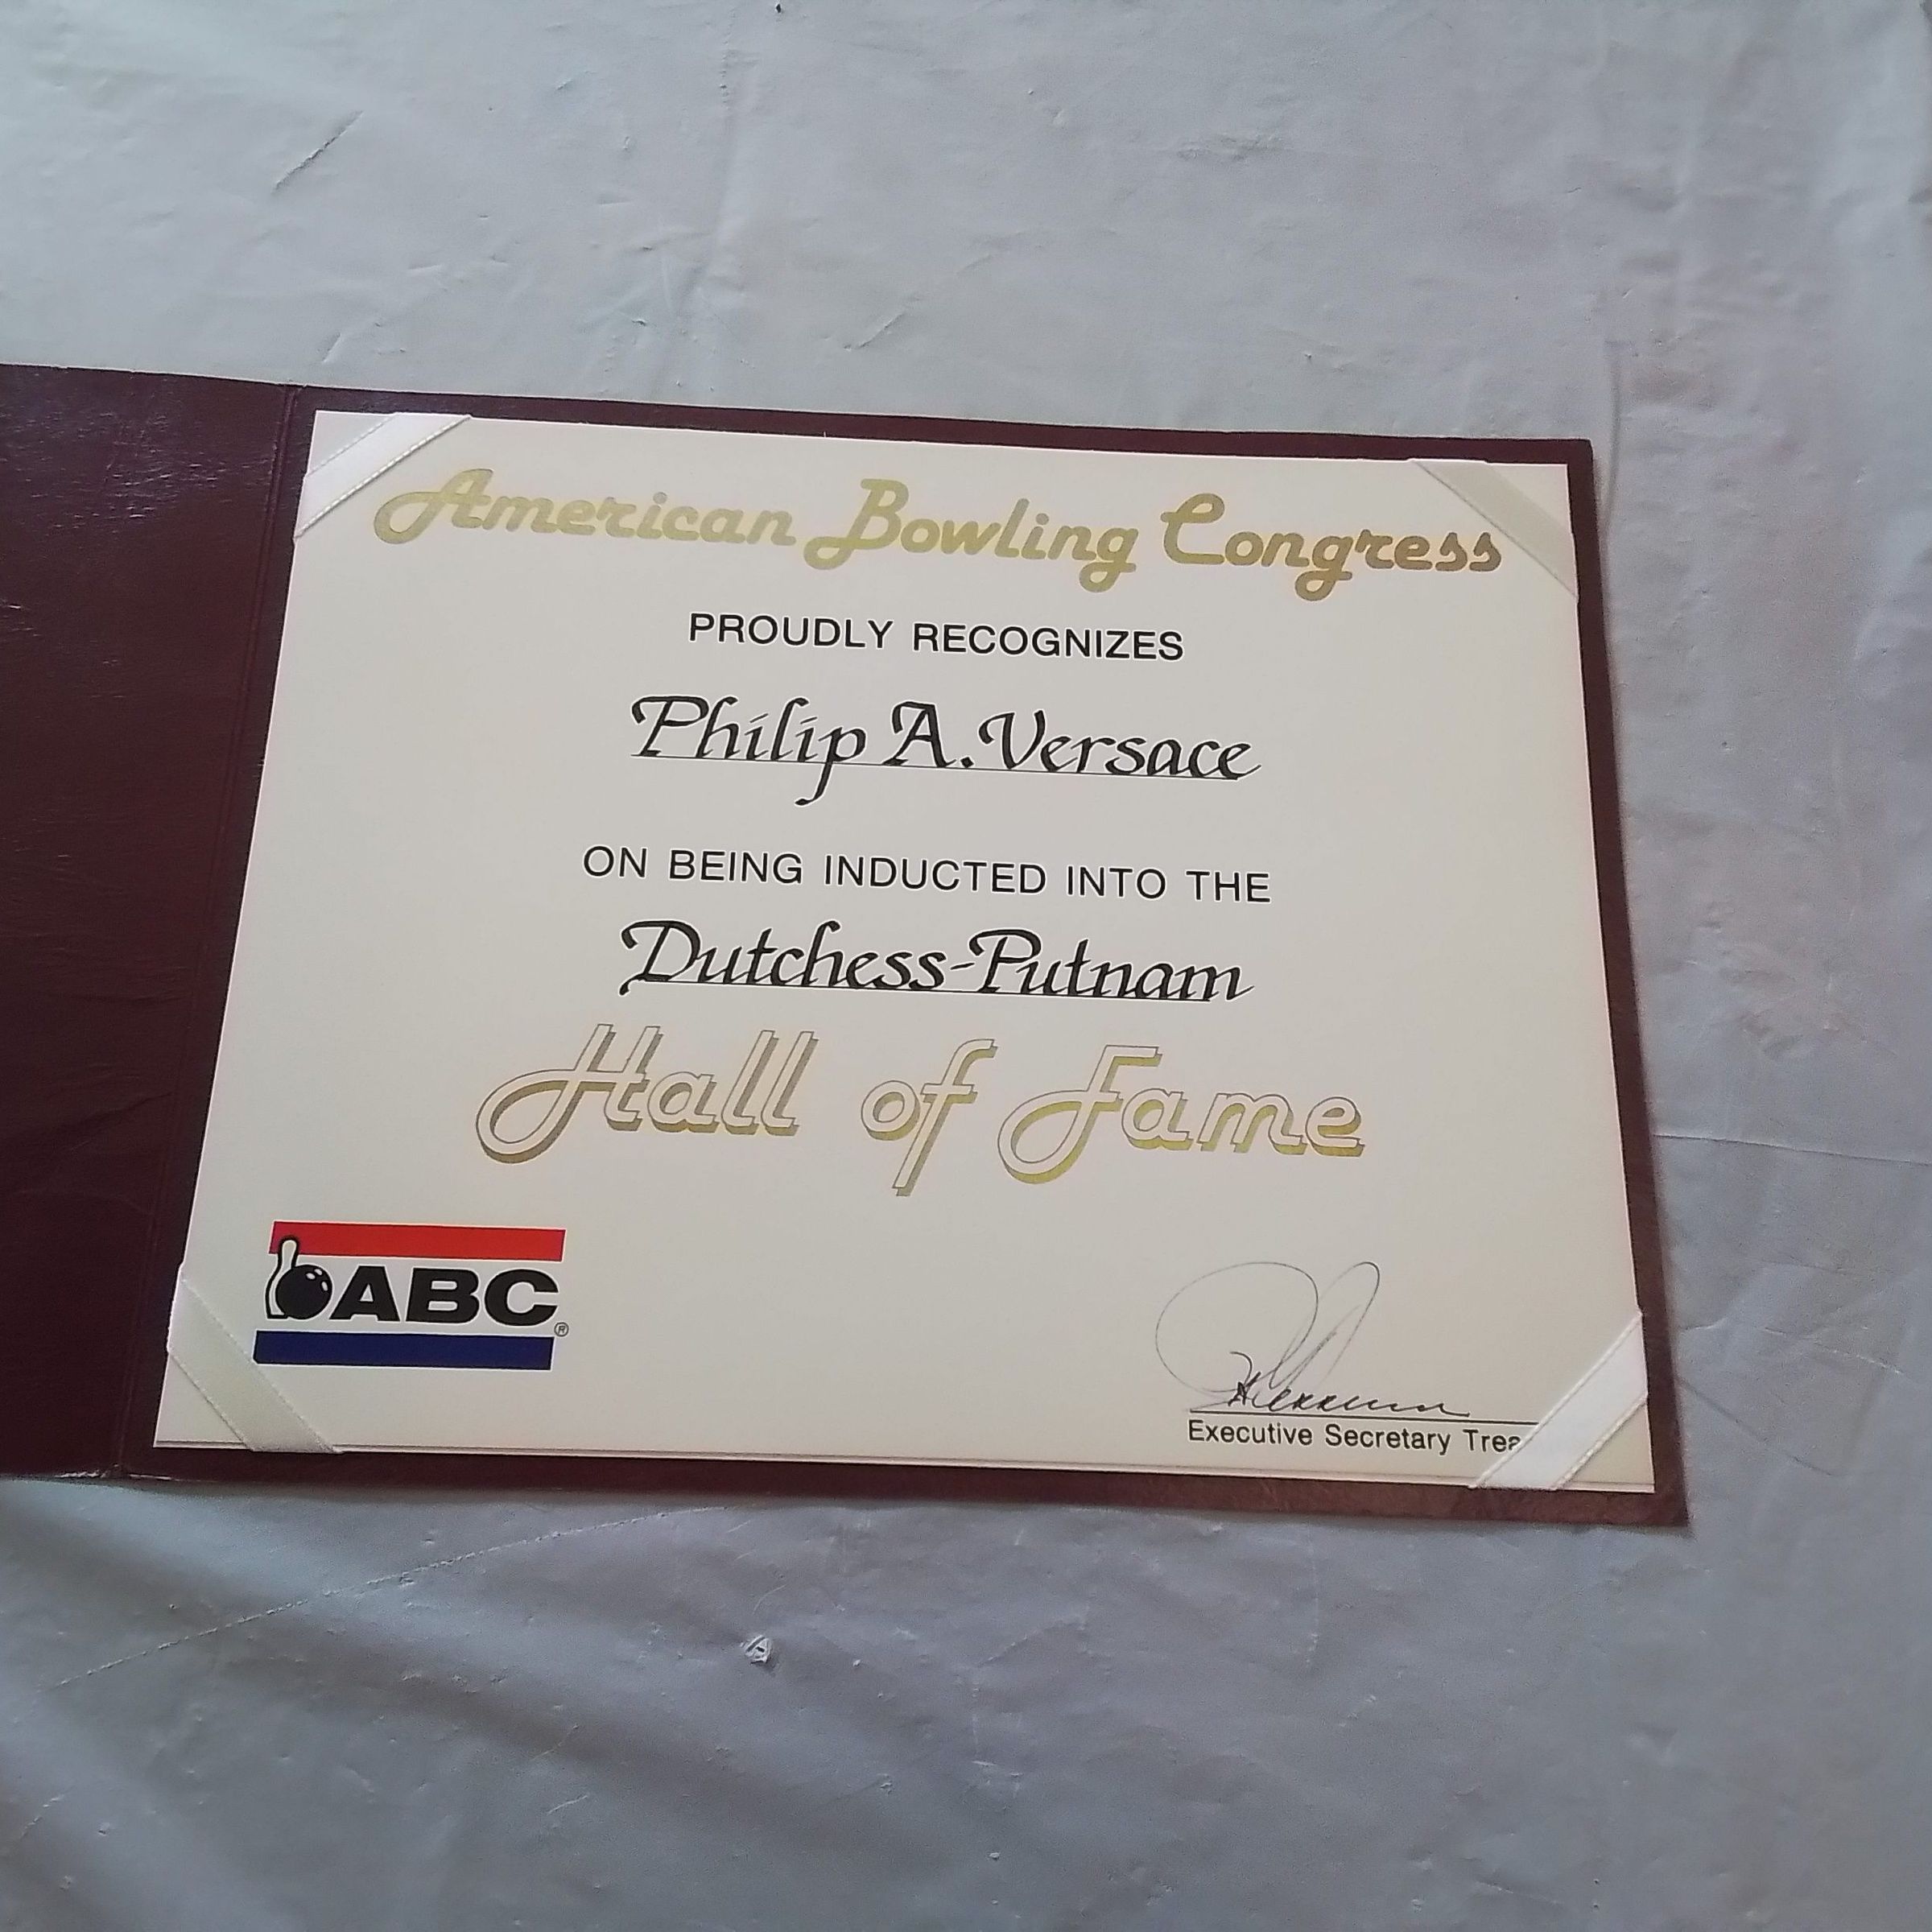 American Bowling Congress
PROUDLY RECOGNIZES
Philip A. Versace
ON BEING INDUCTED INTO THE
Dutchess-Putnam
Hall of Fame
ABC®
Executive Secretary Trea